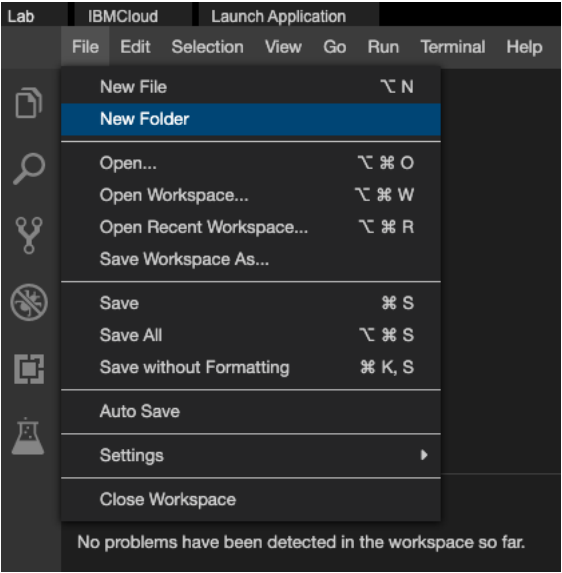 Lab IBMCloud Launch Application
File Edit Selection View Go Run Terminal Help
New File ⌥ N
New Folder
Open... ⌥ ⌘ O
Open Workspace... ⌥ ⌘ W
Open Recent Workspace... ⌥ ⌘ R
Save Workspace As...
Save ⌘ S
Save All ⌥ ⌘ S
Save without Formatting ⌘ K, S
Auto Save
Settings
Close Workspace
No problems have been detected in the workspace so far.